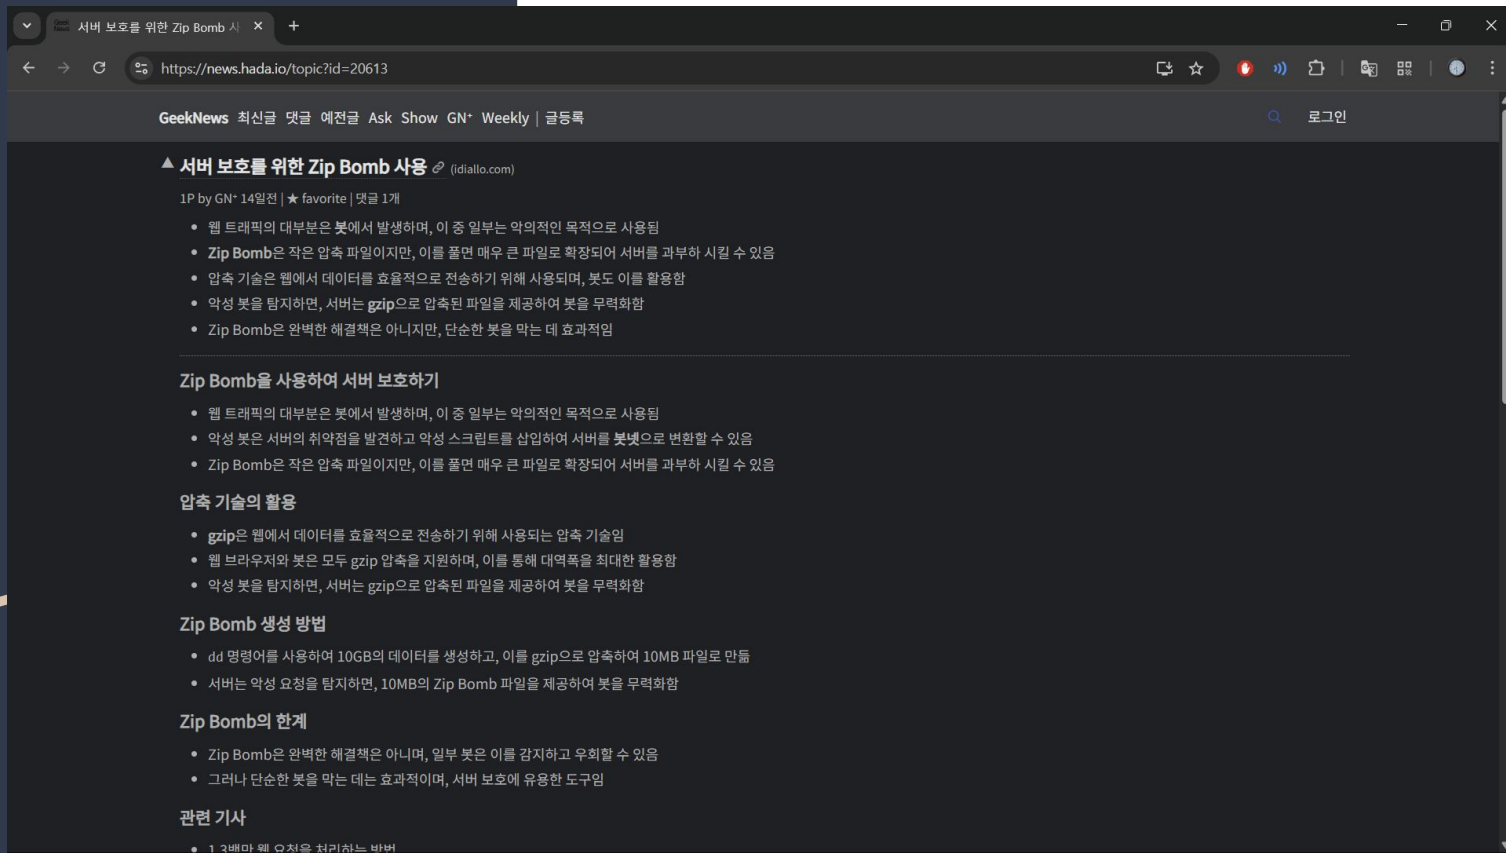 서버 보호를 위한 Zip Bomb 사
https://news.hada.io/topic?id=20613
GeekNews 최신글 댓글 예전글 Ask Show GN⁺ Weekly | 글등록 로그인
서버 보호를 위한 Zip Bomb 사용 (idiallo.com)
1P by GN⁺ 14일전 | ★ favorite | 댓글 1개
• 웹 트래픽의 대부분은 봇에서 발생하며, 이 중 일부는 악의적인 목적으로 사용됨
• Zip Bomb은 작은 압축 파일이지만, 이를 풀면 매우 큰 파일로 확장되어 서버를 과부하 시킬 수 있음
• 압축 기술은 웹에서 데이터를 효율적으로 전송하기 위해 사용되며, 봇도 이를 활용함
• 악성 봇을 탐지하면, 서버는 gzip으로 압축된 파일을 제공하여 봇을 무력화함
• Zip Bomb은 완벽한 해결책은 아니지만, 단순한 봇을 막는 데 효과적임
Zip Bomb을 사용하여 서버 보호하기
• 웹 트래픽의 대부분은 봇에서 발생하며, 이 중 일부는 악의적인 목적으로 사용됨
• 악성 봇은 서버의 취약점을 발견하고 악성 스크립트를 삽입하여 서버를 봇넷으로 변환할 수 있음
• Zip Bomb은 작은 압축 파일이지만, 이를 풀면 매우 큰 파일로 확장되어 서버를 과부하 시킬 수 있음
압축 기술의 활용
• gzip은 웹에서 데이터를 효율적으로 전송하기 위해 사용되는 압축 기술임
• 웹 브라우저와 봇은 모두 gzip 압축을 지원하며, 이를 통해 대역폭을 최대한 활용함
• 악성 봇을 탐지하면, 서버는 gzip으로 압축된 파일을 제공하여 봇을 무력화함
Zip Bomb 생성 방법
• dd 명령어를 사용하여 10GB의 데이터를 생성하고, 이를 gzip으로 압축하여 10MB 파일로 만듦
• 서버는 악성 요청을 탐지하면, 10MB의 Zip Bomb 파일을 제공하여 봇을 무력화함
Zip Bomb의 한계
• Zip Bomb은 완벽한 해결책은 아니며, 일부 봇은 이를 감지하고 우회할 수 있음
• 그러나 단순한 봇을 막는 데는 효과적이며, 서버 보호에 유용한 도구임
관련 기사
• 1.3백만 웹 요청을 처리하는 방법